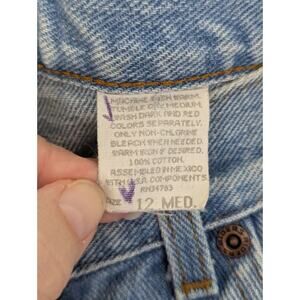 MACHINE WASH WARM.
TUMBLE DRY MEDIUM.
WASH DARK AND RED
COLORS SEPARATELY.
ONLY NON-CHLORINE
BLEACH WHEN NEEDED.
WARM IRON IF DESIRED.
100% COTTON.
ASSEMBLED IN MEXICO
WITH U.S.A. COMPONENTS.
RN34783
SIZE 12 MED.